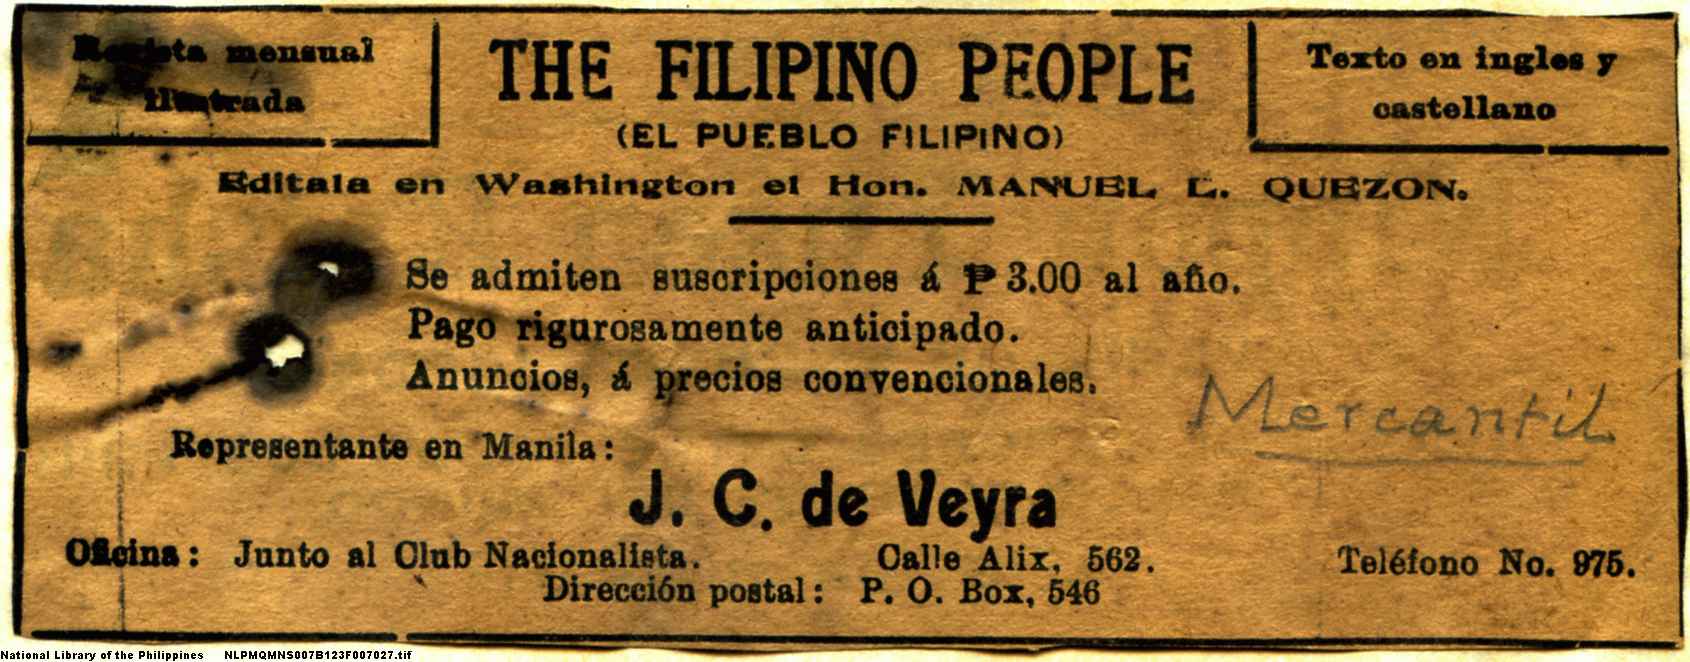 Revista mensual
ilustrada
THE FILIPINO PEOPLE
(EL PUEBLO FILIPINO)
Texto en ingles y
castellano
Editala en Washington el Hon. MANUEL L. QUEZON.
Se admiten suscripciones á ₱ 3.00 al año.
Pago rigurosamente anticipado.
Anuncios, á precios convencionales.
Mercantil
Representante en Manila:
J. C. de Veyra
Oficina: Junto al Club Nacionalista. Calle Alix, 562. Teléfono No. 975.
Dirección postal: P. O. Box, 546
National Library of the Philippines NLPMQMNS007B123F007027.tif